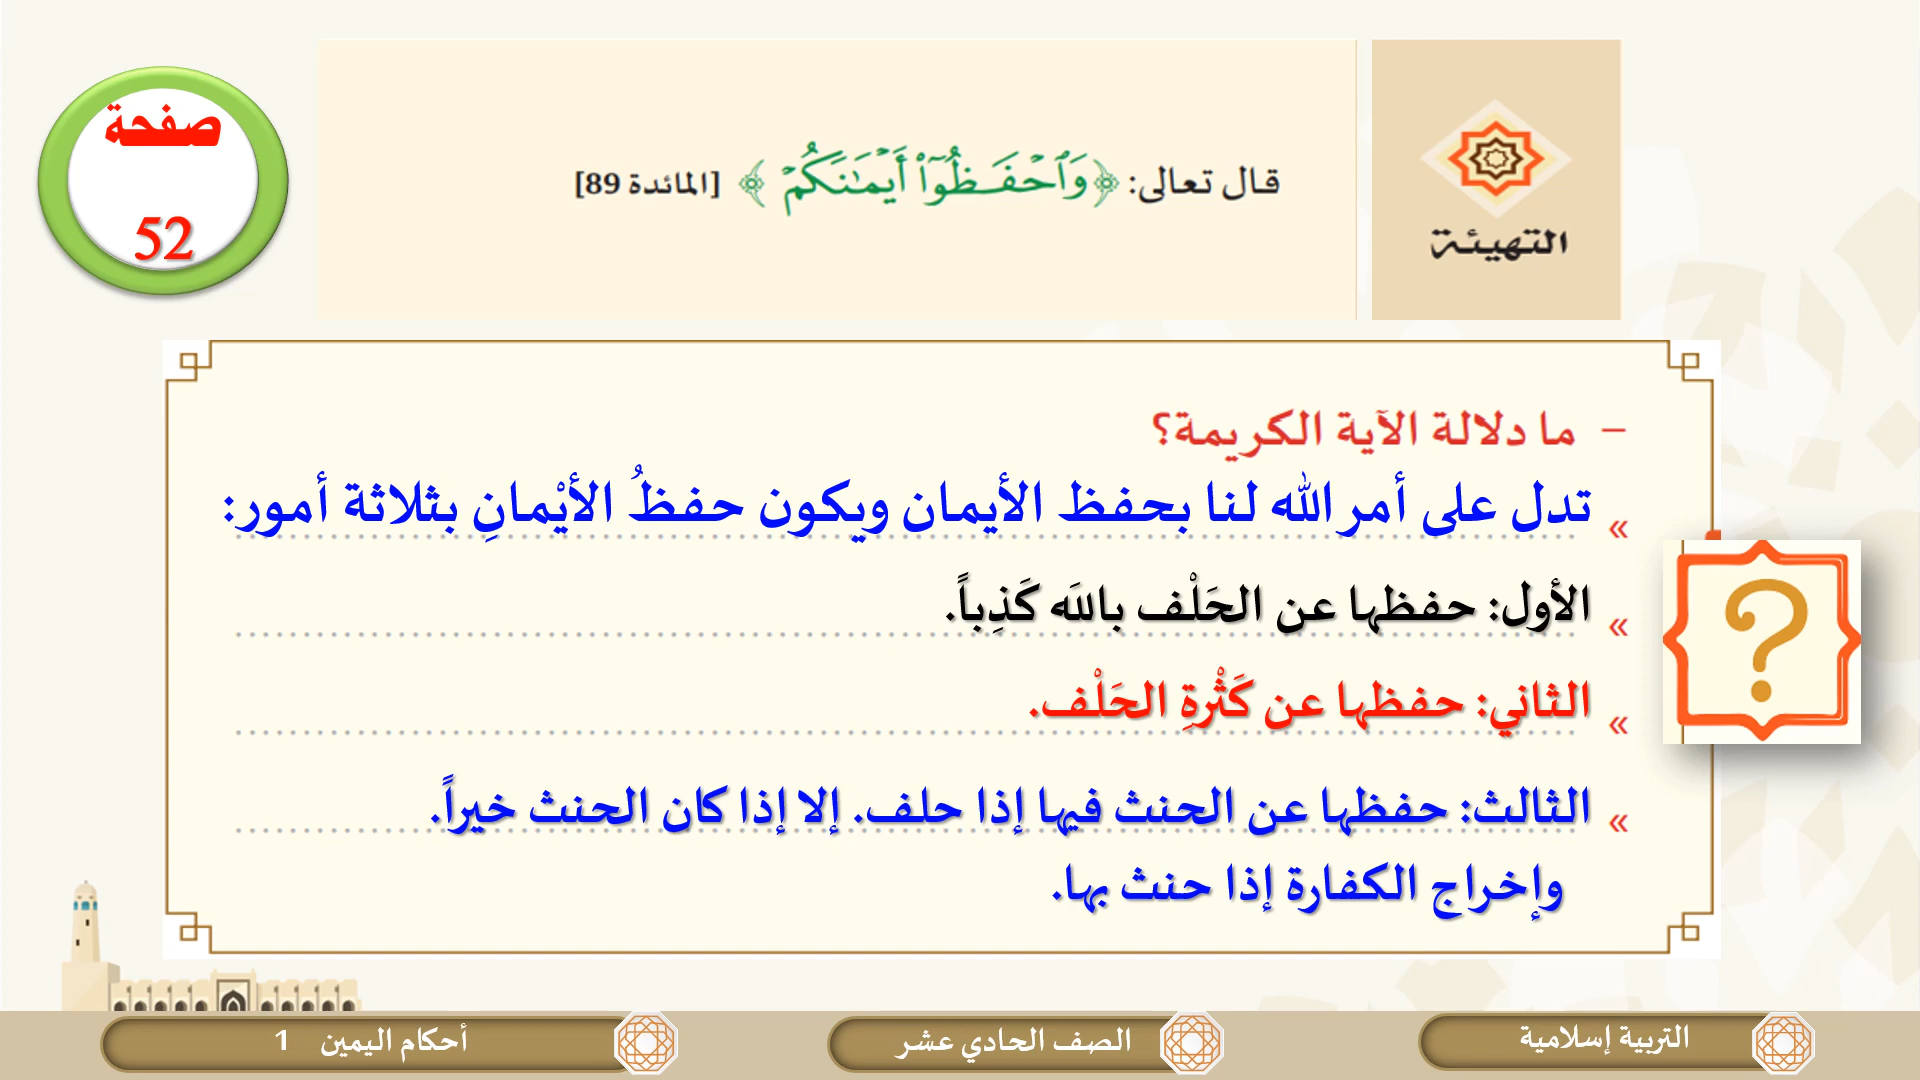 التهيئة
قال تعالى: ﴿وَٱحۡفَظُوٓاْ أَيۡمَٰنَكُمۡ﴾ [المائدة 89]
صفحة
52
– ما دلالة الآية الكريمة؟
» تدل على أمر الله لنا بحفظ الأيمان ويكون حفظُ الأيْمانِ بثلاثة أمور:
» الأول: حفظها عن الحَلْف بالله كَذِباً.
» الثاني: حفظها عن كَثْرةِ الحَلْف.
» الثالث: حفظها عن الحنث فيها إذا حلف. إلا إذا كان الحنث خيراً.
وإخراج الكفارة إذا حنث بها.
?
التربية إسلامية
الصف الحادي عشر
أحكام اليمين 1